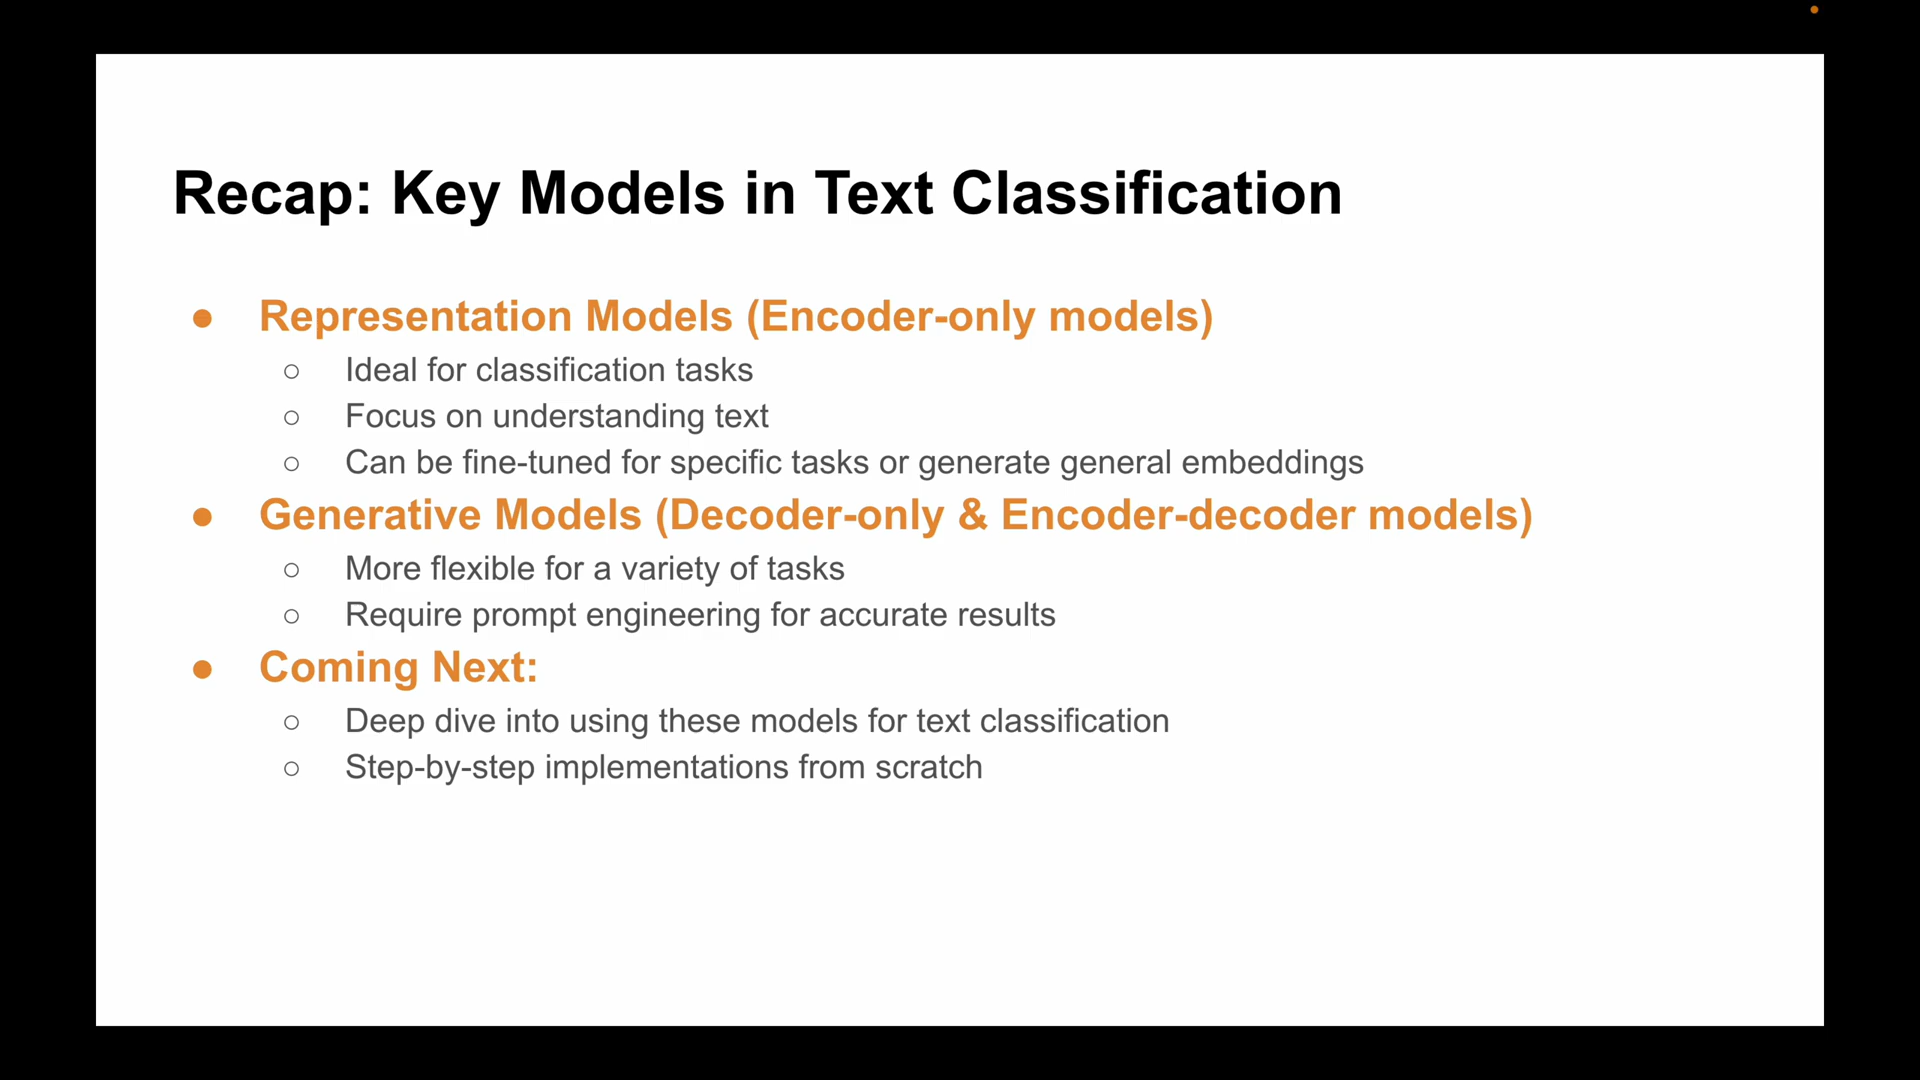 Recap: Key Models in Text Classification
● Representation Models (Encoder-only models)
○ Ideal for classification tasks
○ Focus on understanding text
○ Can be fine-tuned for specific tasks or generate general embeddings
● Generative Models (Decoder-only & Encoder-decoder models)
○ More flexible for a variety of tasks
○ Require prompt engineering for accurate results
● Coming Next:
○ Deep dive into using these models for text classification
○ Step-by-step implementations from scratch